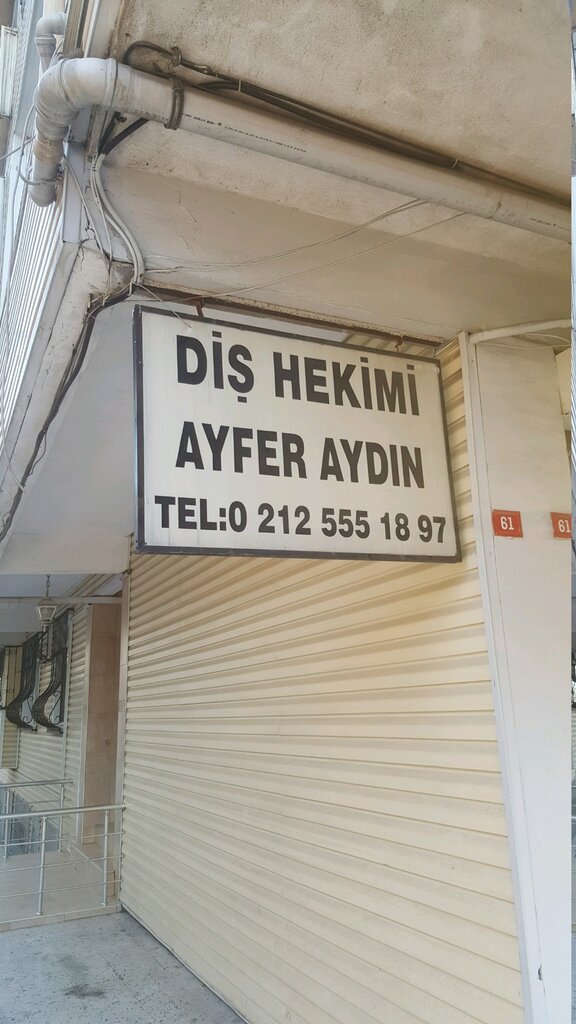 DİŞ HEKİMİ
AYFER AYDIN
TEL:0 212 555 18 97
61
61